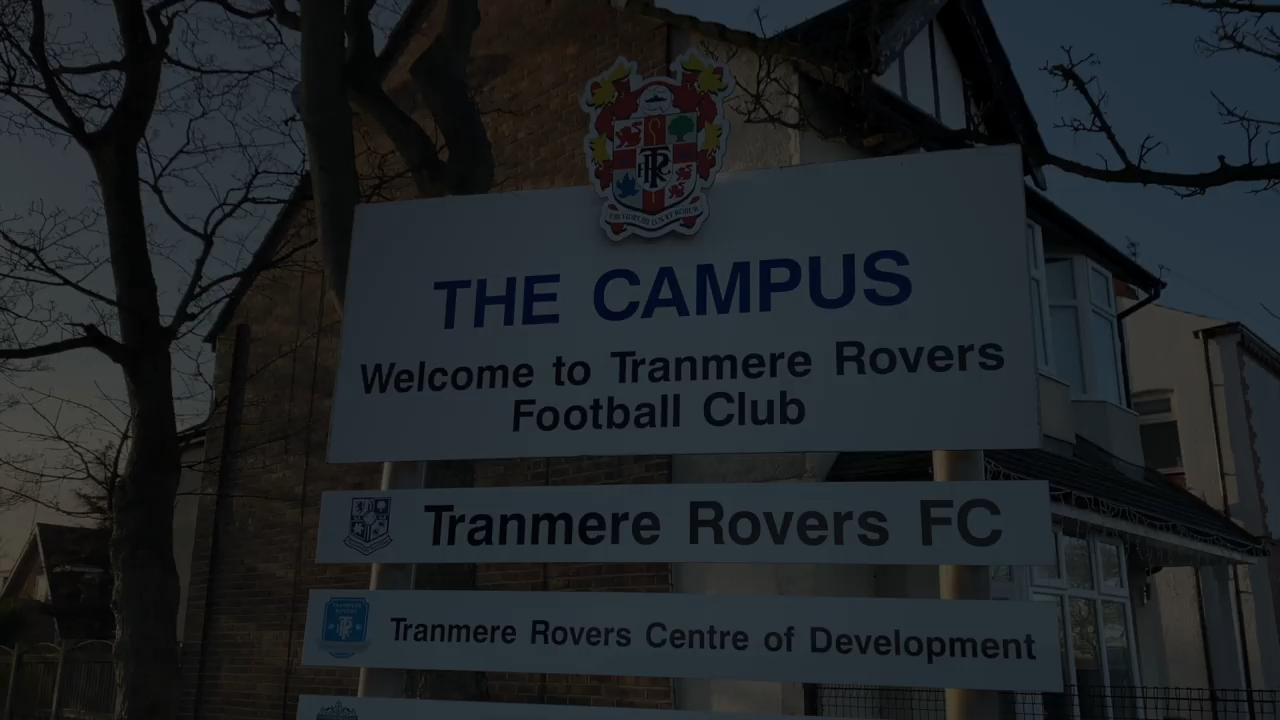 THE CAMPUS
Welcome to Tranmere Rovers
Football Club
Tranmere Rovers FC
Tranmere Rovers Centre of Development